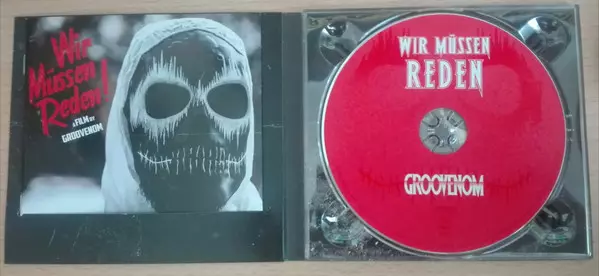 Wir
Müssen
Reden!
A FILM BY
GROOVENOM
WIR MÜSSEN
REDEN
GROOVENOM